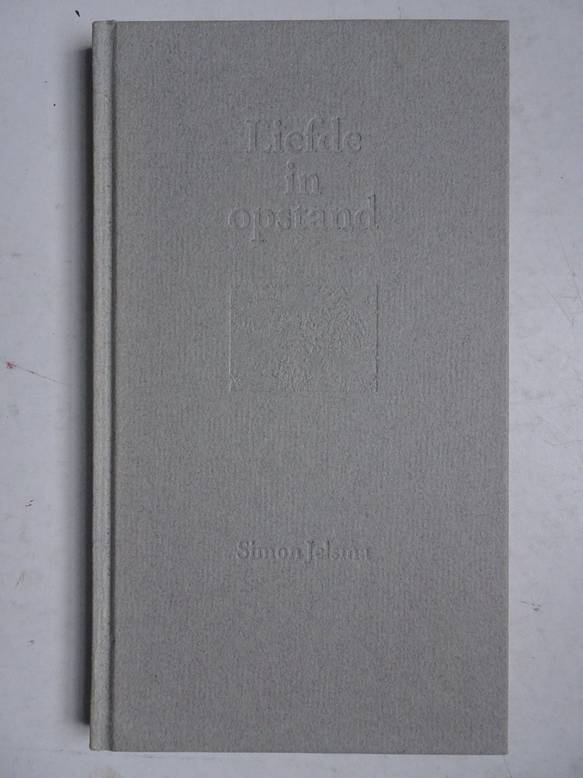 Liefde
in
opstand
Simon Jelsma